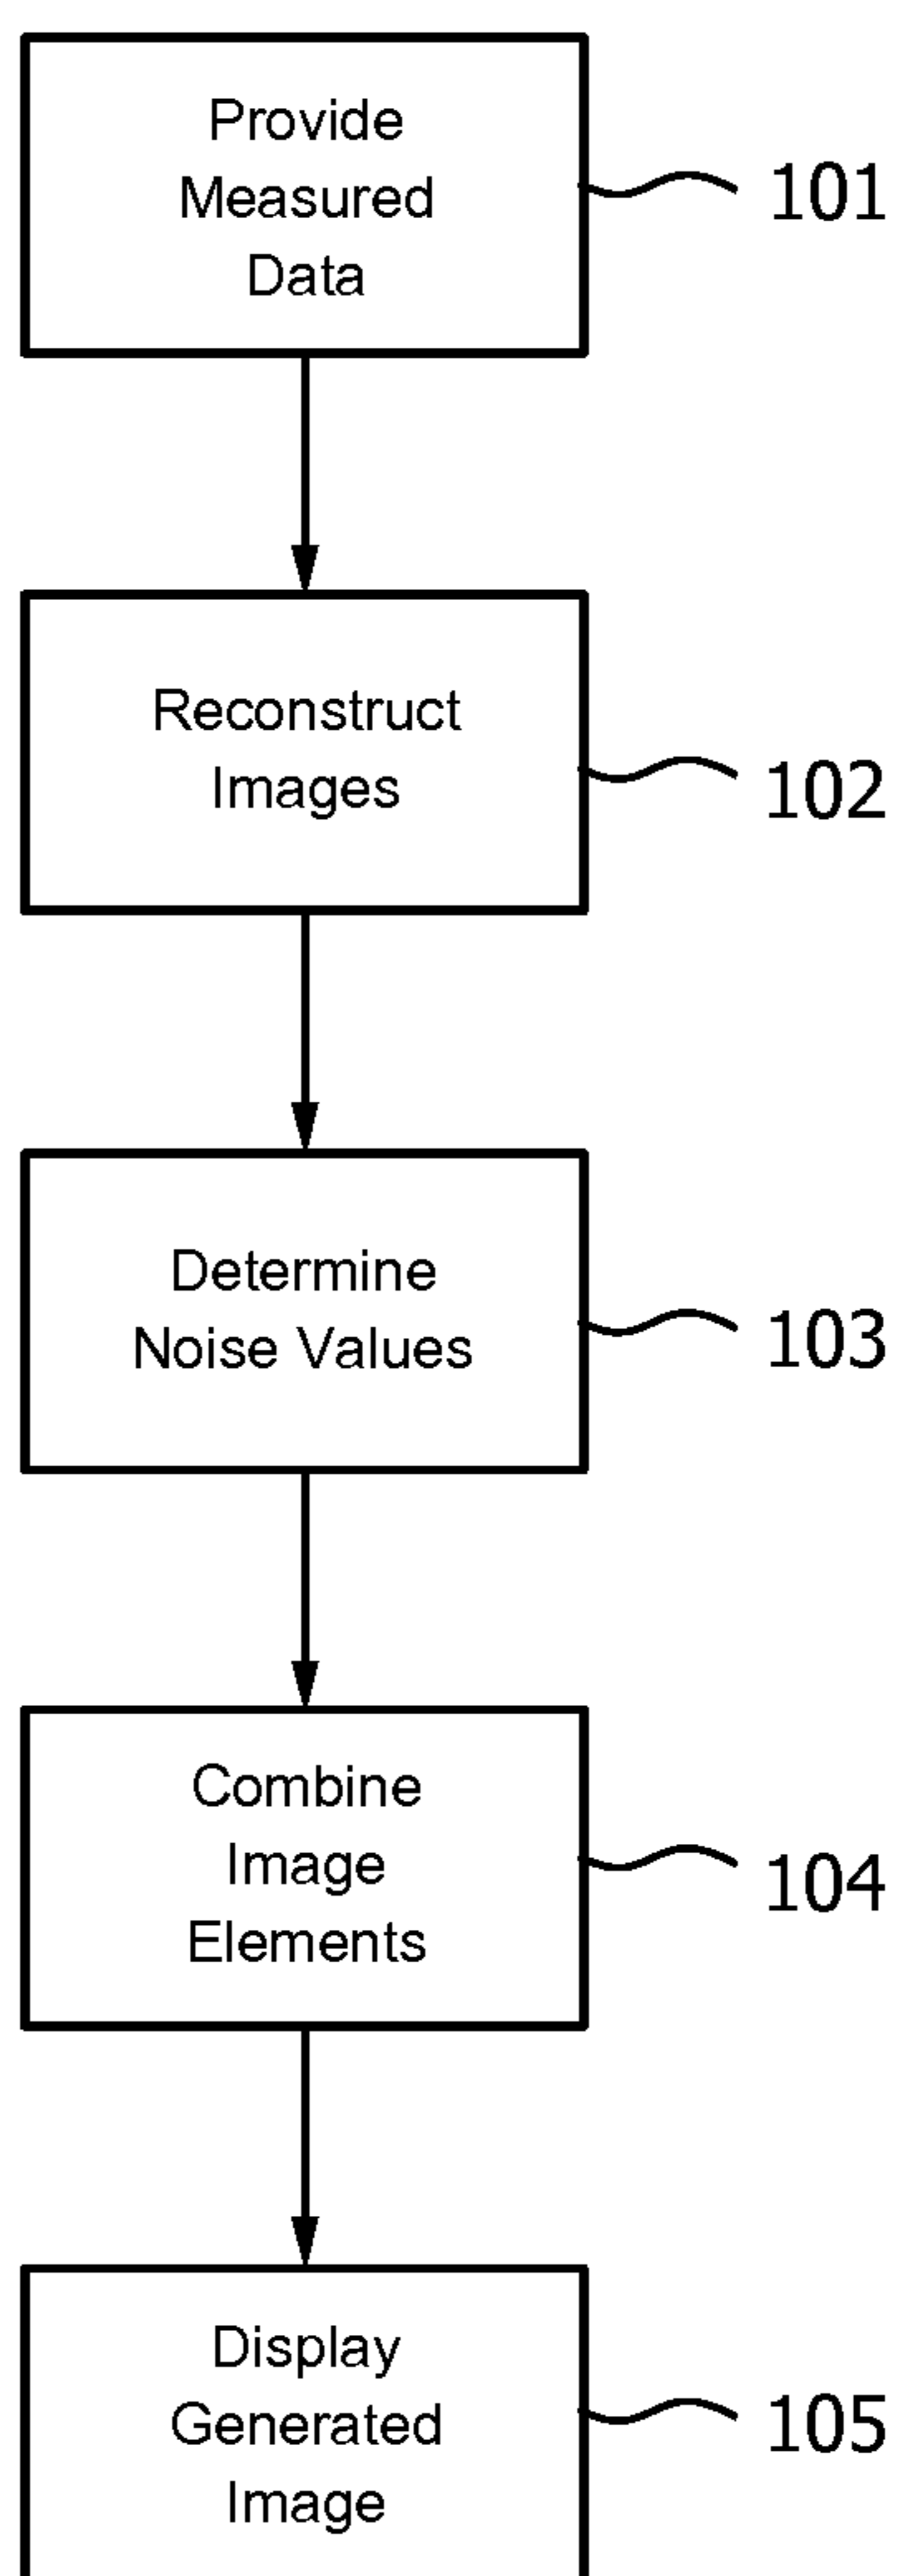 Provide
Measured
Data
101
Reconstruct
Images
102
Determine
Noise Values
103
Combine
Image
Elements
104
Display
Generated
Image
105